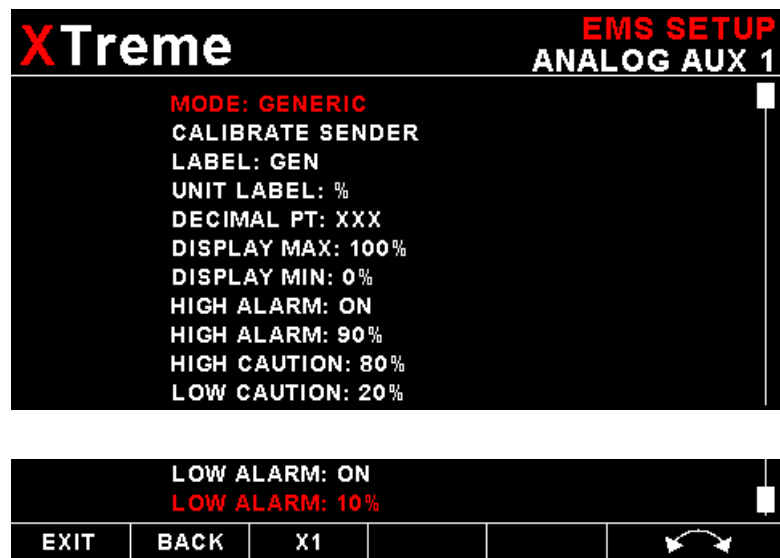 XTreme
EMS SETUP
ANALOG AUX 1
MODE: GENERIC
CALIBRATE SENDER
LABEL: GEN
UNIT LABEL: %
DECIMAL PT: XXX
DISPLAY MAX: 100%
DISPLAY MIN: 0%
HIGH ALARM: ON
HIGH ALARM: 90%
HIGH CAUTION: 80%
LOW CAUTION: 20%
LOW ALARM: ON
LOW ALARM: 10%
EXIT BACK X1